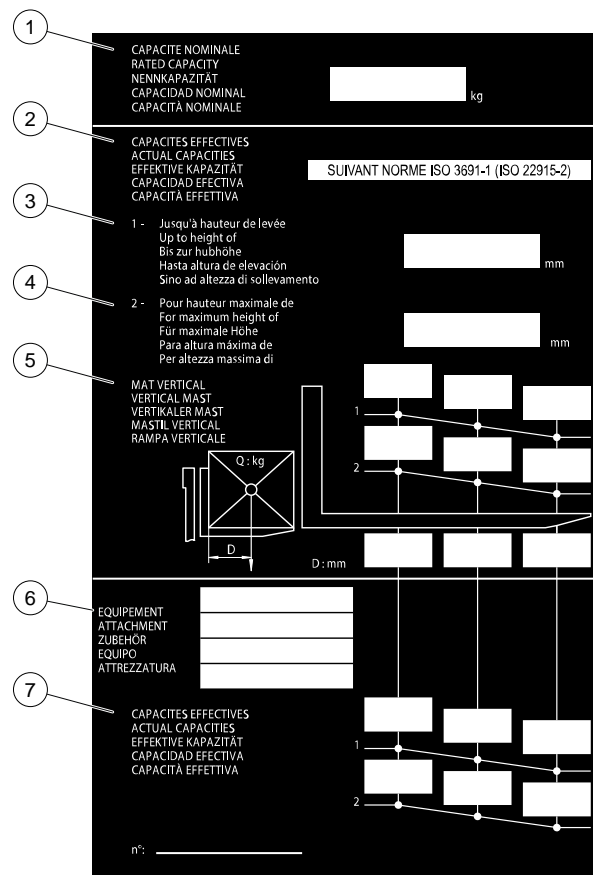 1
CAPACITE NOMINALE
RATED CAPACITY
NENNKAPAZITÄT
CAPACIDAD NOMINAL
CAPACITÀ NOMINALE
kg
2
CAPACITES EFFECTIVES
ACTUAL CAPACITIES
EFFEKTIVE KAPAZITÄT
CAPACIDAD EFECTIVA
CAPACITÀ EFFETTIVA
SUIVANT NORME ISO 3691-1 (ISO 22915-2)
3
1 - Jusqu'à hauteur de levée
Up to height of
Bis zur hubhöhe
Hasta altura de elevación
Sino ad altezza di sollevamento
mm
4
2 - Pour hauteur maximale de
For maximum height of
Für maximale Höhe
Para altura máxima de
Per altezza massima di
mm
5
MAT VERTICAL
VERTICAL MAST
VERTIKALER MAST
MASTIL VERTICAL
RAMPA VERTICALE
1
2
Q : kg
D
D : mm
6
EQUIPEMENT
ATTACHMENT
ZUBEHÖR
EQUIPO
ATTREZZATURA
7
CAPACITES EFFECTIVES
ACTUAL CAPACITIES
EFFEKTIVE KAPAZITÄT
CAPACIDAD EFECTIVA
CAPACITÀ EFFETTIVA
1
2
n°: